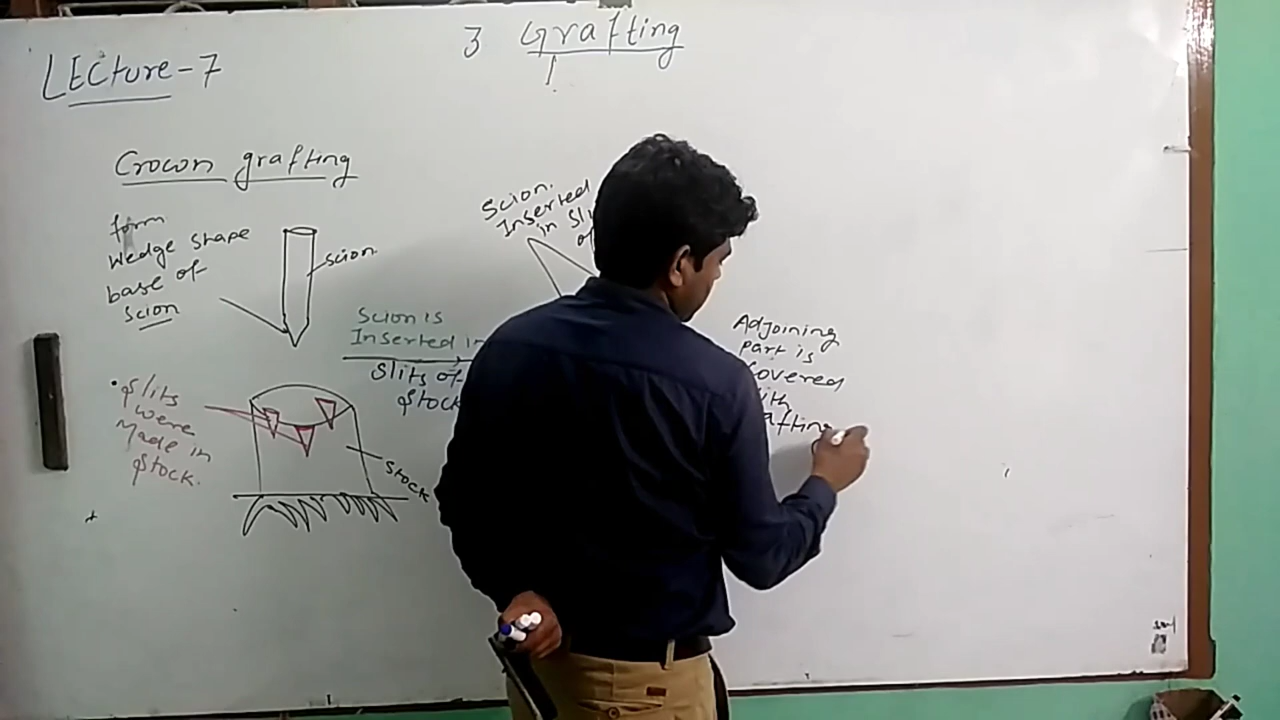 LECture-7
3 Grafting
Crown grafting
form
wedge shape
base of
scion
scion
Slits
were
Made in
Stock.
Stock
Scion is
Inserted in
Slits of
Stock
Scion.
Inserted
in
Adjoining
part is
covered